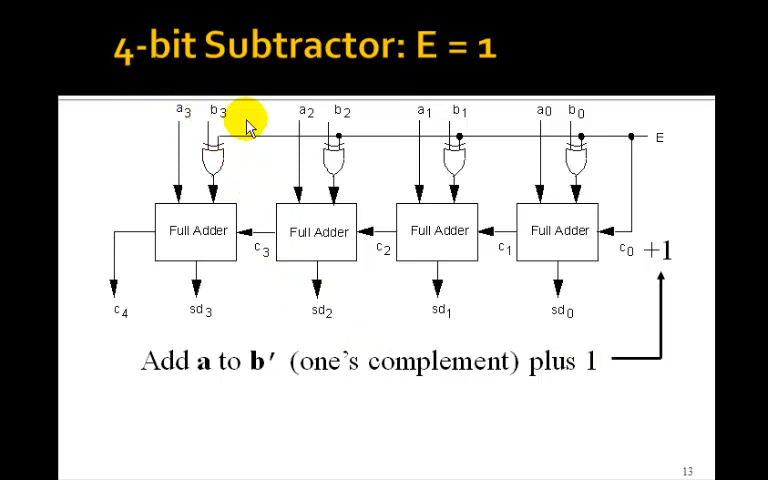 4-bit Subtractor: E = 1
a3 b3 a2 b2 a1 b1 a0 b0
E
Full Adder Full Adder Full Adder Full Adder
c3 c2 c1 c0 +1
c4 sd3 sd2 sd1 sd0
Add a to b′ (one's complement) plus 1
13